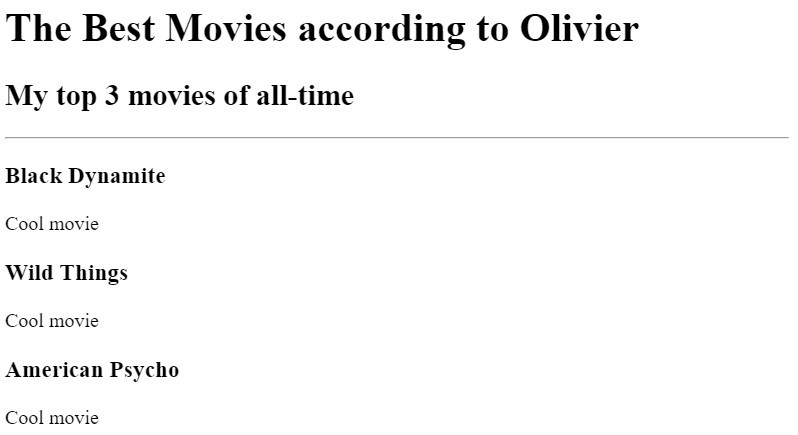 The Best Movies according to Olivier
My top 3 movies of all-time
Black Dynamite
Cool movie
Wild Things
Cool movie
American Psycho
Cool movie